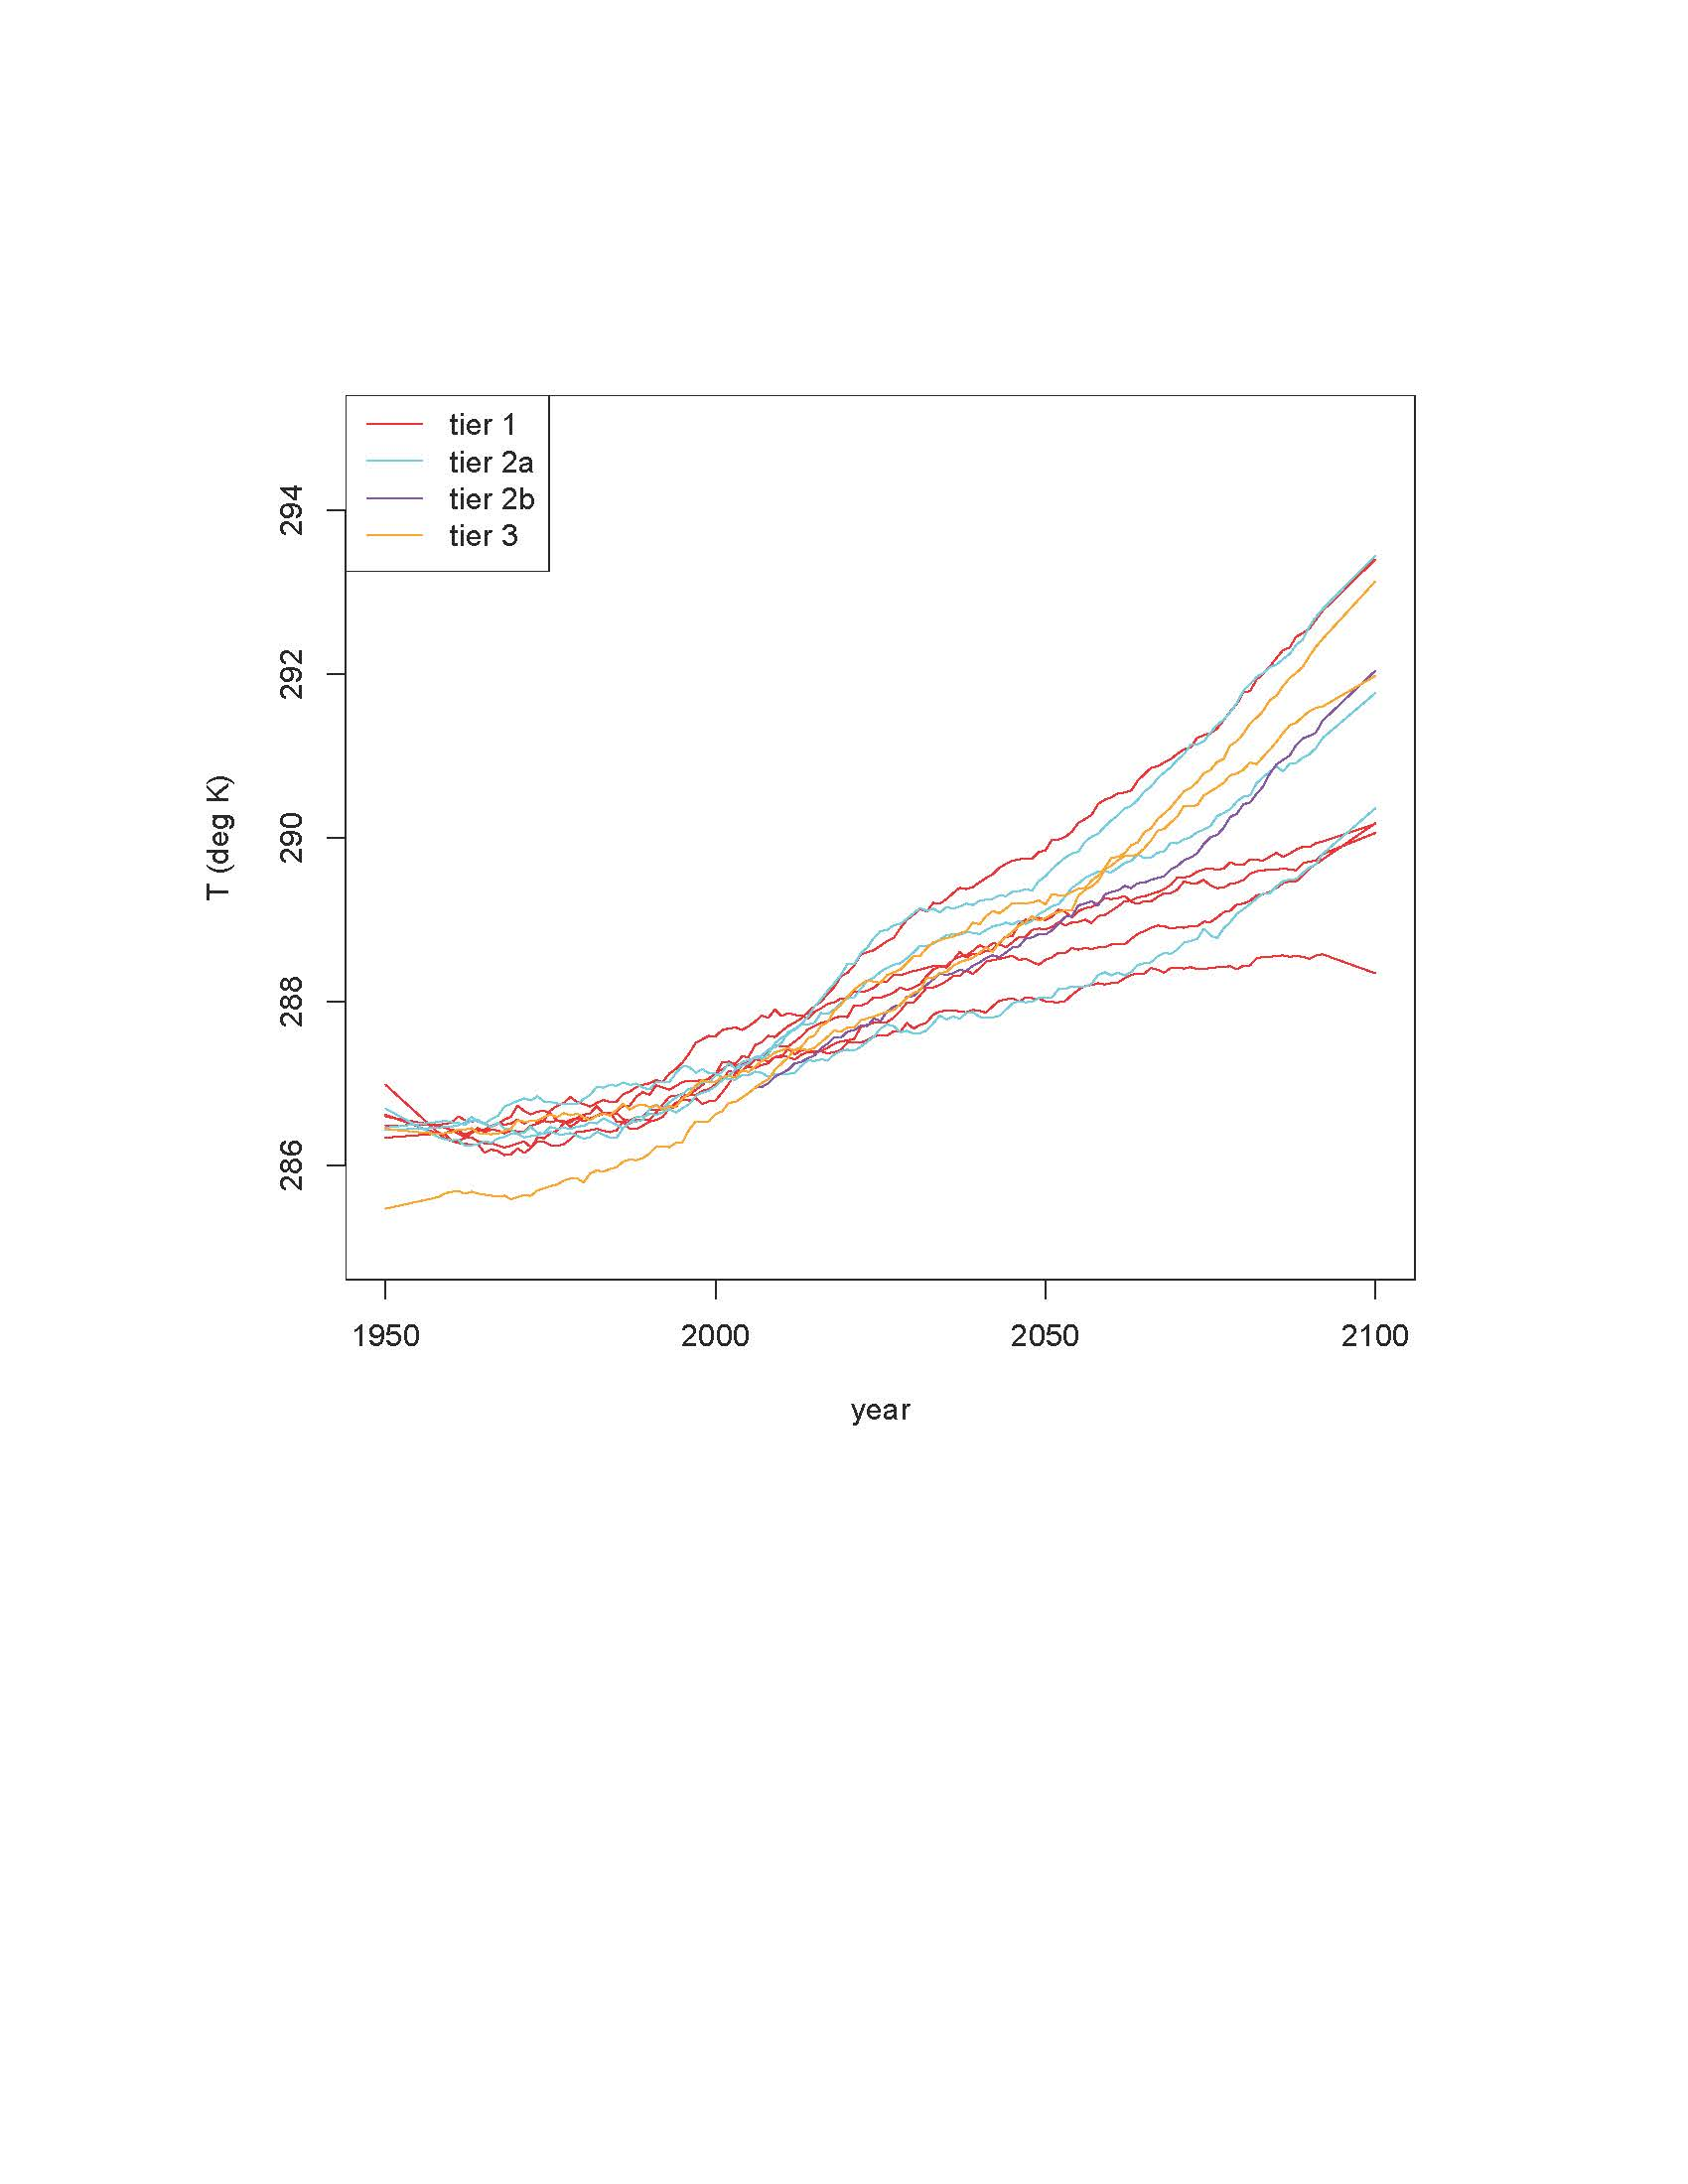 tier 1
tier 2a
tier 2b
tier 3
294
292
290
288
286
T (deg K)
1950 2000 2050 2100
year